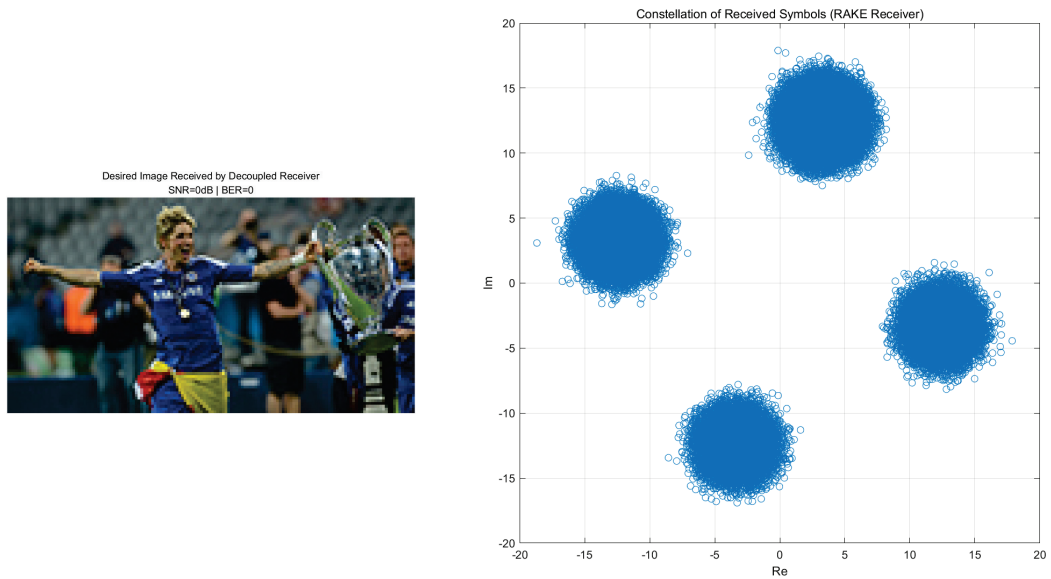 Desired Image Received by Decoupled Receiver
SNR=0dB | BER=0
SAMSUNG
Constellation of Received Symbols (RAKE Receiver)
20
15
10
5
0
-5
-10
-15
-20
Im
-20 -15 -10 -5 0 5 10 15 20
Re